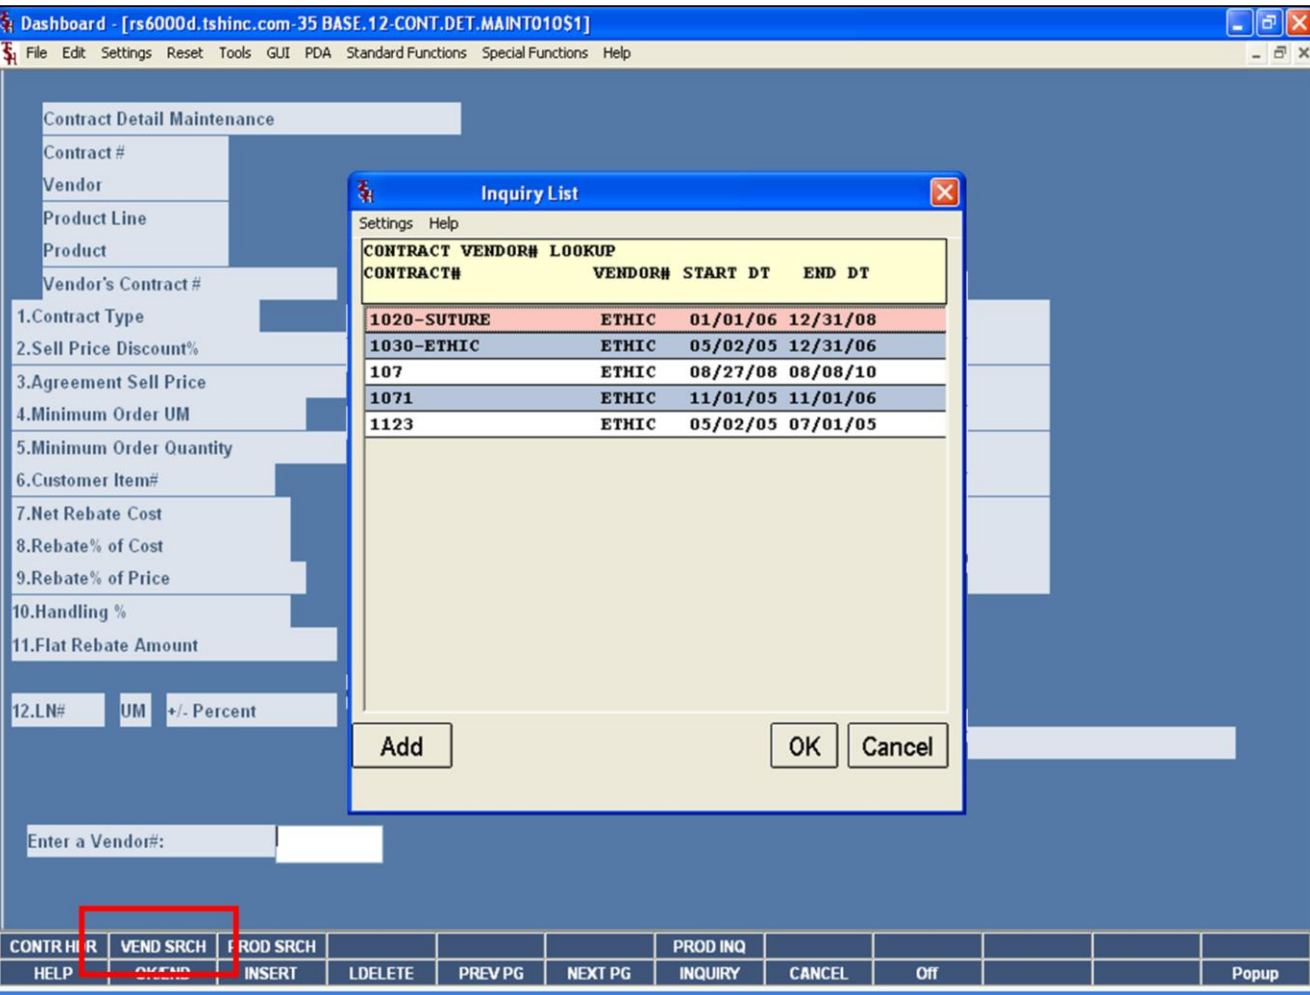 Dashboard - [rs6000d.tshinc.com-35 BASE.12-CONT.DET.MAINT010$1]
File Edit Settings Reset Tools GUI PDA Standard Functions Special Functions Help
Contract Detail Maintenance
Contract #
Vendor
Product Line
Product
Vendor's Contract #
1.Contract Type
2.Sell Price Discount%
3.Agreement Sell Price
4.Minimum Order UM
5.Minimum Order Quantity
6.Customer Item#
7.Net Rebate Cost
8.Rebate% of Cost
9.Rebate% of Price
10.Handling %
11.Flat Rebate Amount
12.LN# UM +/- Percent
Inquiry List
Settings Help
CONTRACT VENDOR# LOOKUP
CONTRACT# VENDOR# START DT END DT
1020-SUTURE ETHIC 01/01/06 12/31/08
1030-ETHIC ETHIC 05/02/05 12/31/06
107 ETHIC 08/27/08 08/08/10
1071 ETHIC 11/01/05 11/01/06
1123 ETHIC 05/02/05 07/01/05
Add OK Cancel
Enter a Vendor#:
CONTR HDR VEND SRCH PROD SRCH PROD INQ
HELP OK/END INSERT LDELETE PREV PG NEXT PG INQUIRY CANCEL Off Popup